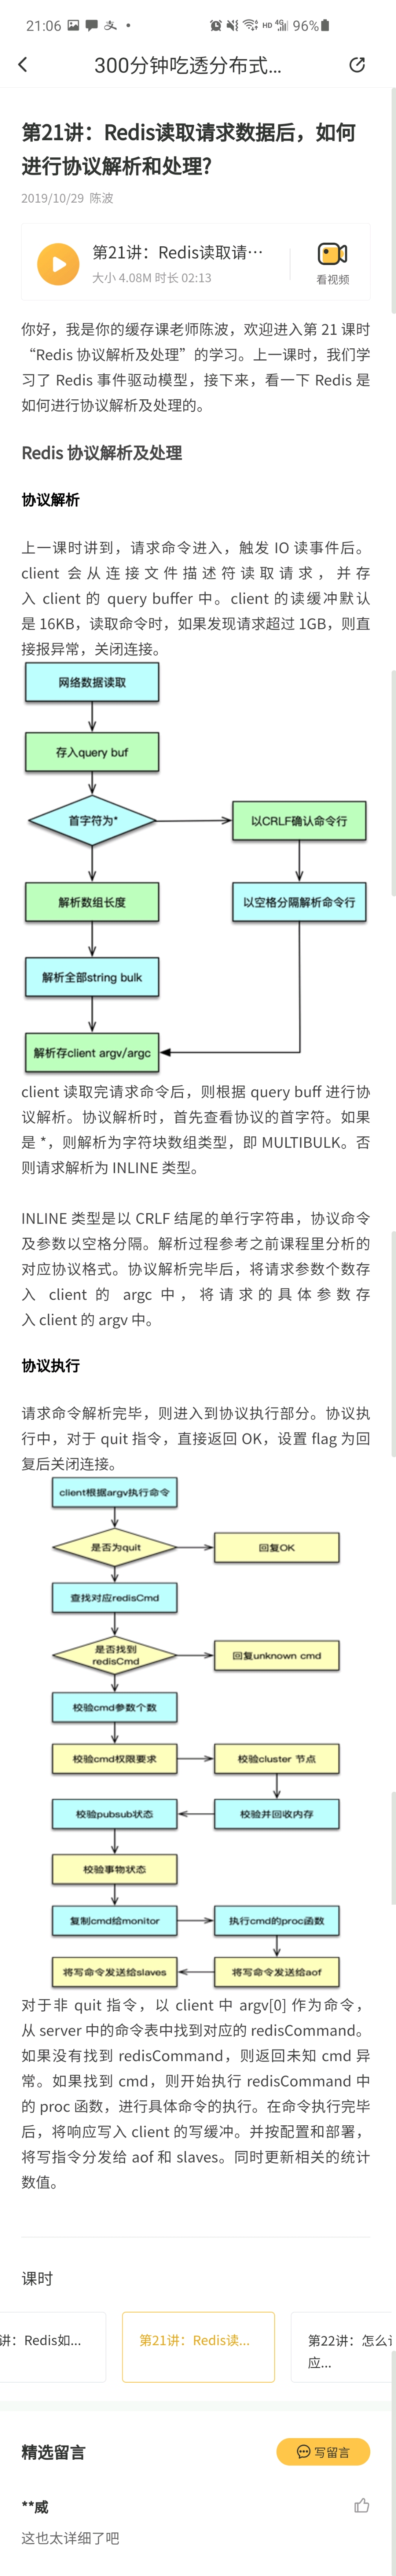 21:06
HD 4G 96%
300分钟吃透分布式...
第21讲：Redis读取请求数据后，如何
进行协议解析和处理?
2019/10/29 陈波
第21讲：Redis读取请…
大小 4.08M 时长 02:13
看视频
你好，我是你的缓存课老师陈波，欢迎进入第 21 课时
“Redis 协议解析及处理”的学习。上一课时，我们学
习了 Redis 事件驱动模型，接下来，看一下 Redis 是
如何进行协议解析及处理的。
Redis 协议解析及处理
协议解析
上一课时讲到，请求命令进入，触发 IO 读事件后。
client 会从连接文件描述符读取请求，并存
入 client 的 query buffer 中。client 的读缓冲默认
是 16KB，读取命令时，如果发现请求超过 1GB，则直
接报异常，关闭连接。
网络数据读取
存入query buf
首字符为*
以CRLF确认命令行
解析数组长度
以空格分隔解析命令行
解析全部string bulk
解析存client argv/argc
client 读取完请求命令后，则根据 query buff 进行协
议解析。协议解析时，首先查看协议的首字符。如果
是 *，则解析为字符块数组类型，即 MULTIBULK。否
则请求解析为 INLINE 类型。
INLINE 类型是以 CRLF 结尾的单行字符串，协议命令
及参数以空格分隔。解析过程参考之前课程里分析的
对应协议格式。协议解析完毕后，将请求参数个数存
入 client 的 argc 中，将请求的具体参数存
入 client 的 argv 中。
协议执行
请求命令解析完毕，则进入到协议执行部分。协议执
行中，对于 quit 指令，直接返回 OK，设置 flag 为回
复后关闭连接。
client根据argv执行命令
是否为quit
回复OK
查找对应redisCmd
是否找到
redisCmd
回复unknown cmd
校验cmd参数个数
校验cmd权限要求
校验cluster 节点
校验pubsub状态
校验并回收内存
校验事物状态
复制cmd给monitor
执行cmd的proc函数
将写命令发送给slaves
将写命令发送给aof
对于非 quit 指令，以 client 中 argv[0] 作为命令，
从 server 中的命令表中找到对应的 redisCommand。
如果没有找到 redisCommand，则返回未知 cmd 异
常。如果找到 cmd，则开始执行 redisCommand 中
的 proc 函数，进行具体命令的执行。在命令执行完毕
后，将响应写入 client 的写缓冲。并按配置和部署，
将写指令分发给 aof 和 slaves。同时更新相关的统计
数值。
课时
讲：Redis如...
第21讲：Redis读...
第22讲：怎么认
应...
精选留言
写留言
**威
这也太详细了吧